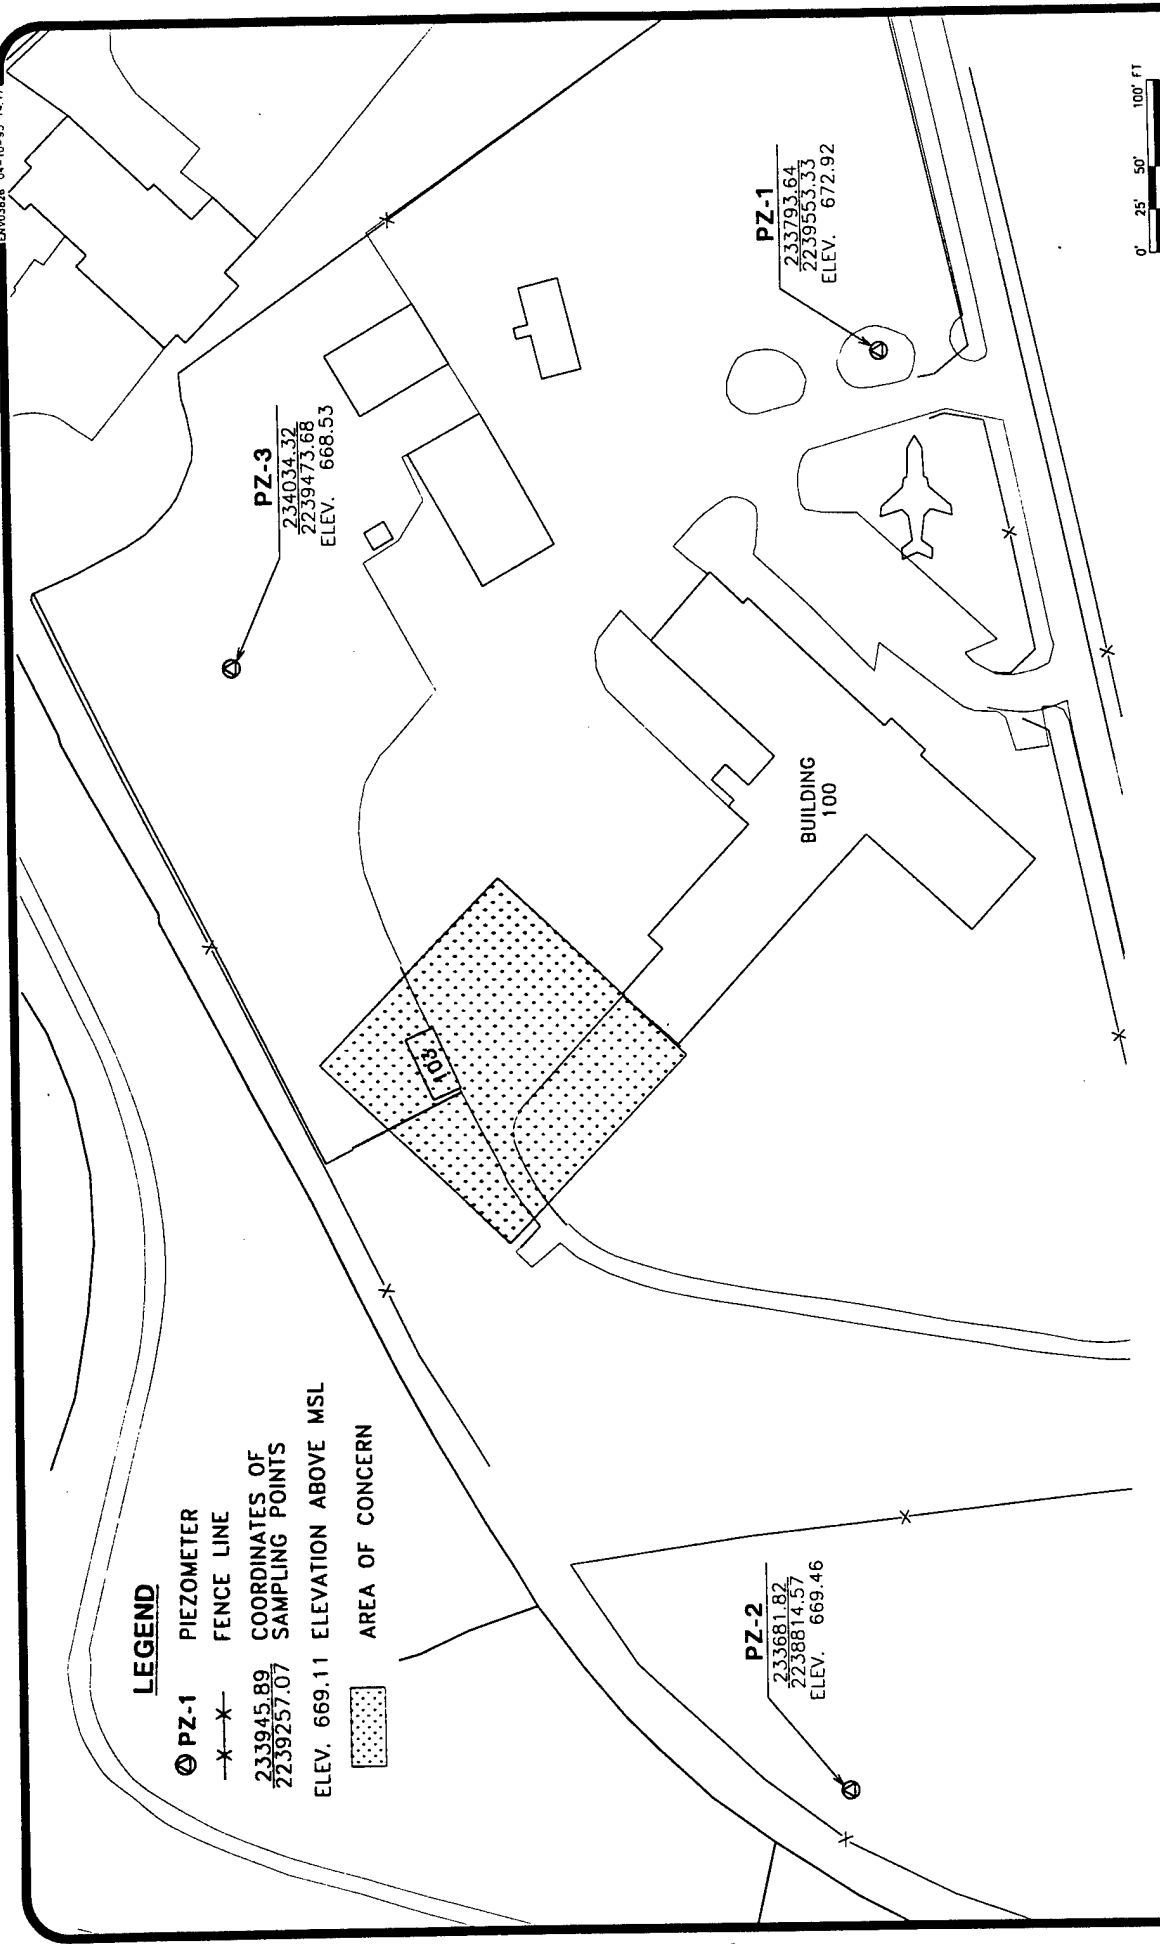 LEGEND
PZ-1 PIEZOMETER
FENCE LINE
233945.89 COORDINATES OF
2239257.07 SAMPLING POINTS
ELEV. 669.11 ELEVATION ABOVE MSL
AREA OF CONCERN
PZ-3
234034.32
2239473.68
ELEV. 668.53
PZ-1
233793.64
2239553.33
ELEV. 672.92
PZ-2
233681.82
2238814.57
ELEV. 669.46
103
BUILDING
100
0' 25' 50' 100' FT